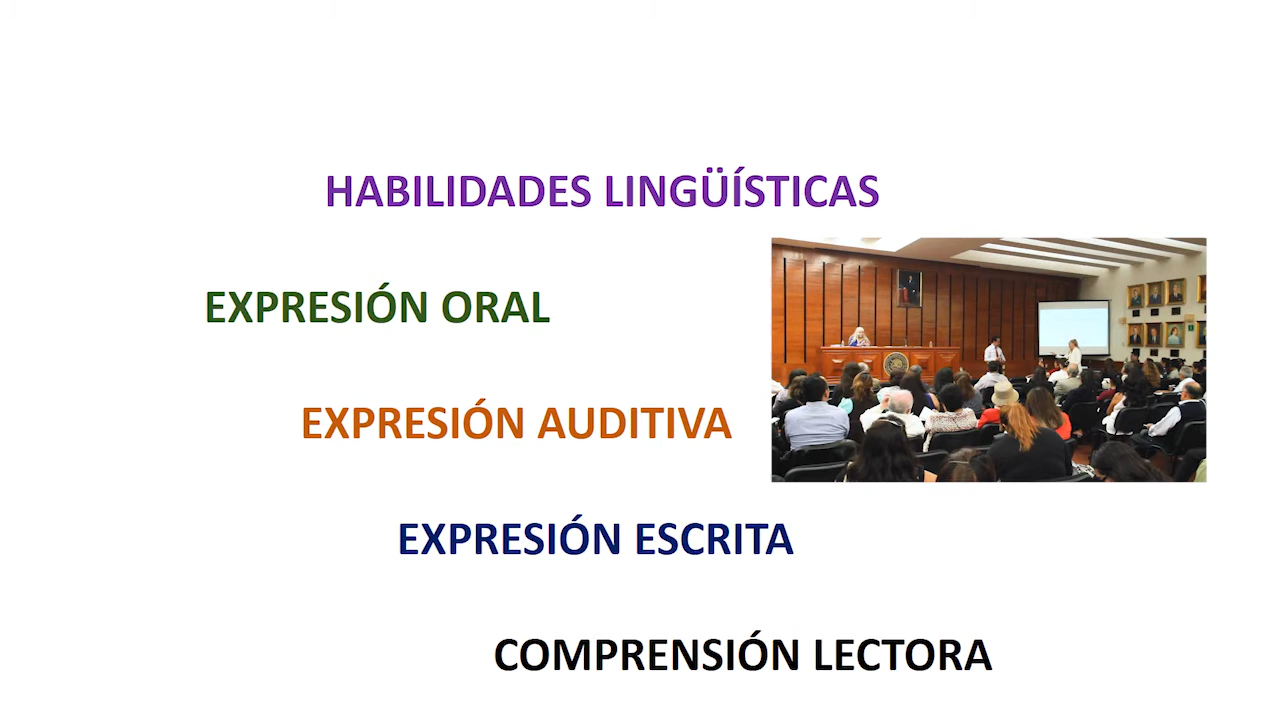 HABILIDADES LINGÜÍSTICAS
EXPRESIÓN ORAL
EXPRESIÓN AUDITIVA
EXPRESIÓN ESCRITA
COMPRENSIÓN LECTORA